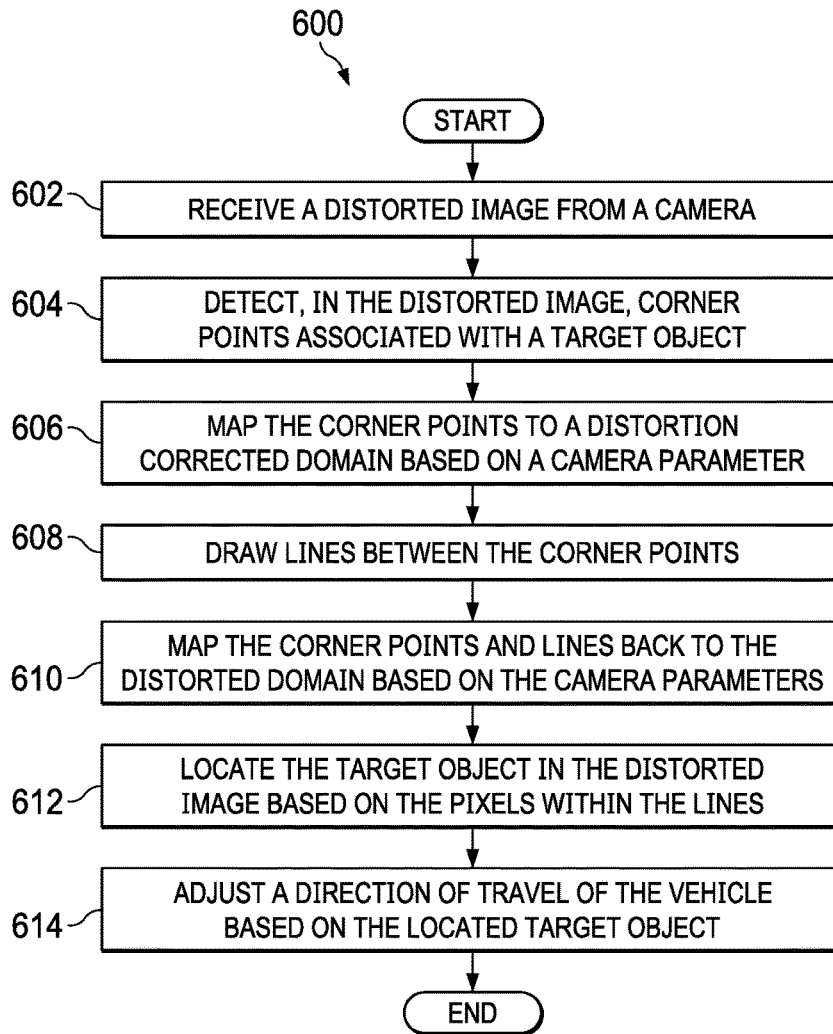 600
START
602
RECEIVE A DISTORTED IMAGE FROM A CAMERA
604
DETECT, IN THE DISTORTED IMAGE, CORNER
POINTS ASSOCIATED WITH A TARGET OBJECT
606
MAP THE CORNER POINTS TO A DISTORTION
CORRECTED DOMAIN BASED ON A CAMERA PARAMETER
608
DRAW LINES BETWEEN THE CORNER POINTS
610
MAP THE CORNER POINTS AND LINES BACK TO THE
DISTORTED DOMAIN BASED ON THE CAMERA PARAMETERS
612
LOCATE THE TARGET OBJECT IN THE DISTORTED
IMAGE BASED ON THE PIXELS WITHIN THE LINES
614
ADJUST A DIRECTION OF TRAVEL OF THE VEHICLE
BASED ON THE LOCATED TARGET OBJECT
END